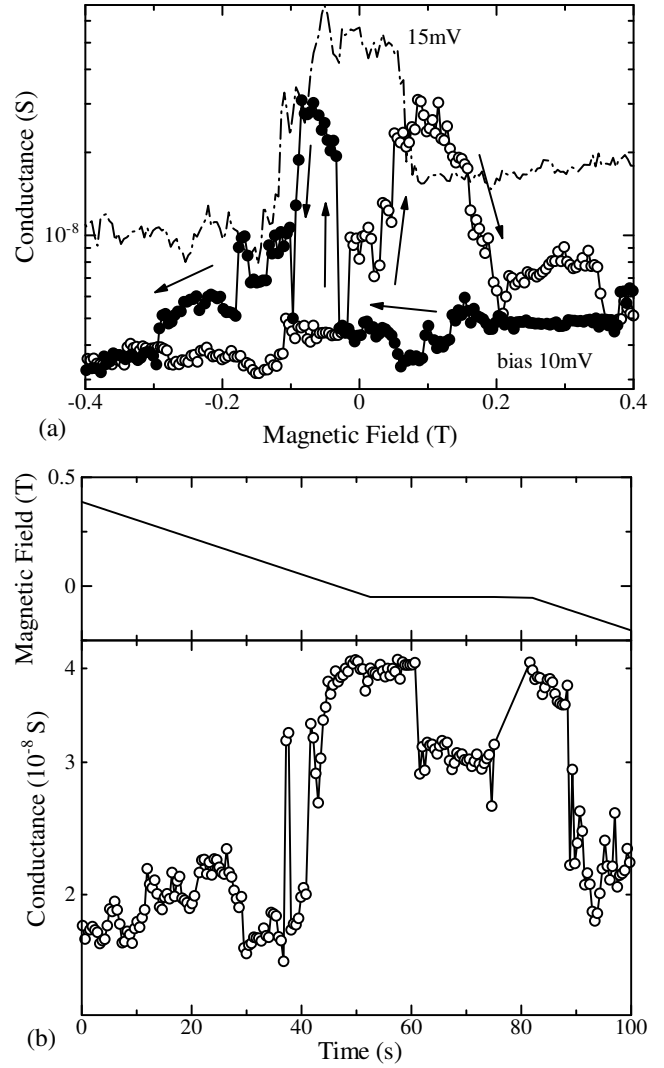 15mV
Conductance (S)
10⁻⁸
bias 10mV
-0.4 -0.2 0 0.2 0.4
(a) Magnetic Field (T)
0.5
Magnetic Field (T)
0
4
Conductance (10⁻⁸ S)
3
2
0 20 40 60 80 100
(b) Time (s)